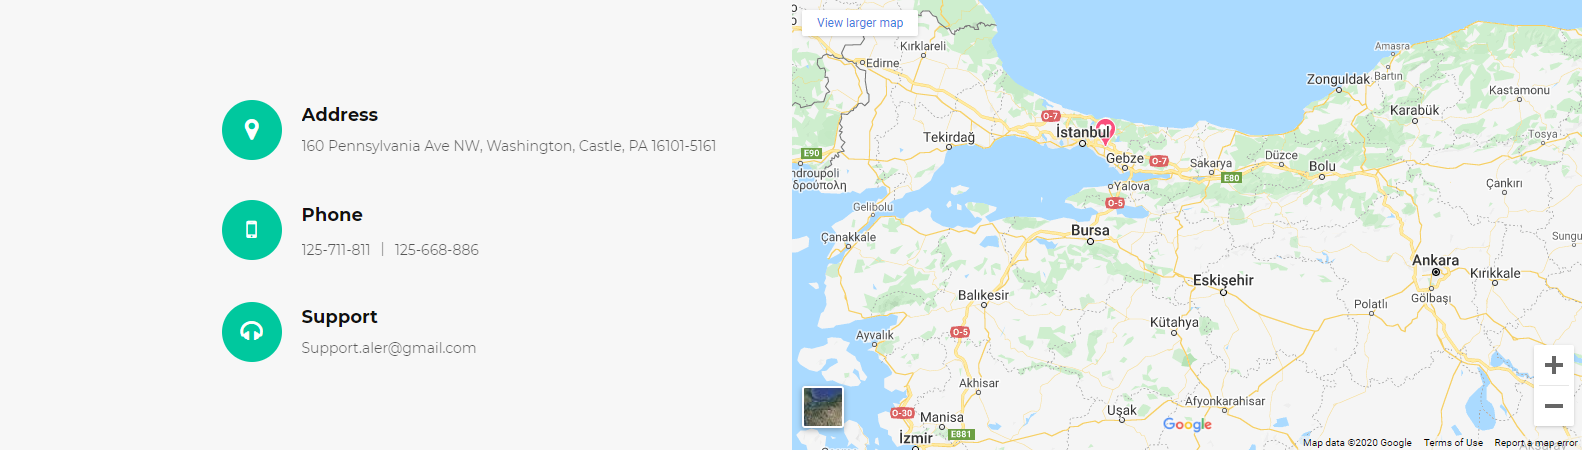 Address
160 Pennsylvania Ave NW, Washington, Castle, PA 16101-5161
Phone
125-711-811 | 125-668-886
Support
Support.aler@gmail.com
View larger map
Kırklareli
Edirne
Amasra
Zonguldak
Bartın
Kastamonu
Karabük
O-7
İstanbul
Tekirdağ
Tosya
E90
Gebze
O-7
Sakarya
Düzce
Bolu
ndroupoli
δρούπολη
E80
Yalova
Çankırı
O-5
Gelibolu
Çanakkale
Bursa
Sungu
Ankara
Kırıkkale
Eskişehir
Balıkesir
Gölbaşı
Polatlı
Kütahya
O-5
Ayvalık
Akhisar
Afyonkarahisar
O-30
Manisa
Uşak
Google
İzmir
E881
Map data ©2020 Google
Terms of Use
Report a map error
Aksaray